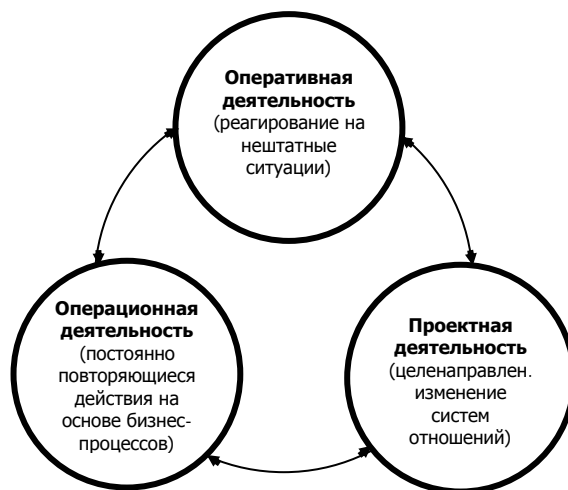 Оперативная
деятельность
(реагирование на
нештатные
ситуации)
Операционная
деятельность
(постоянно
повторяющиеся
действия на
основе бизнес-
процессов)
Проектная
деятельность
(целенаправлен.
изменение
систем
отношений)